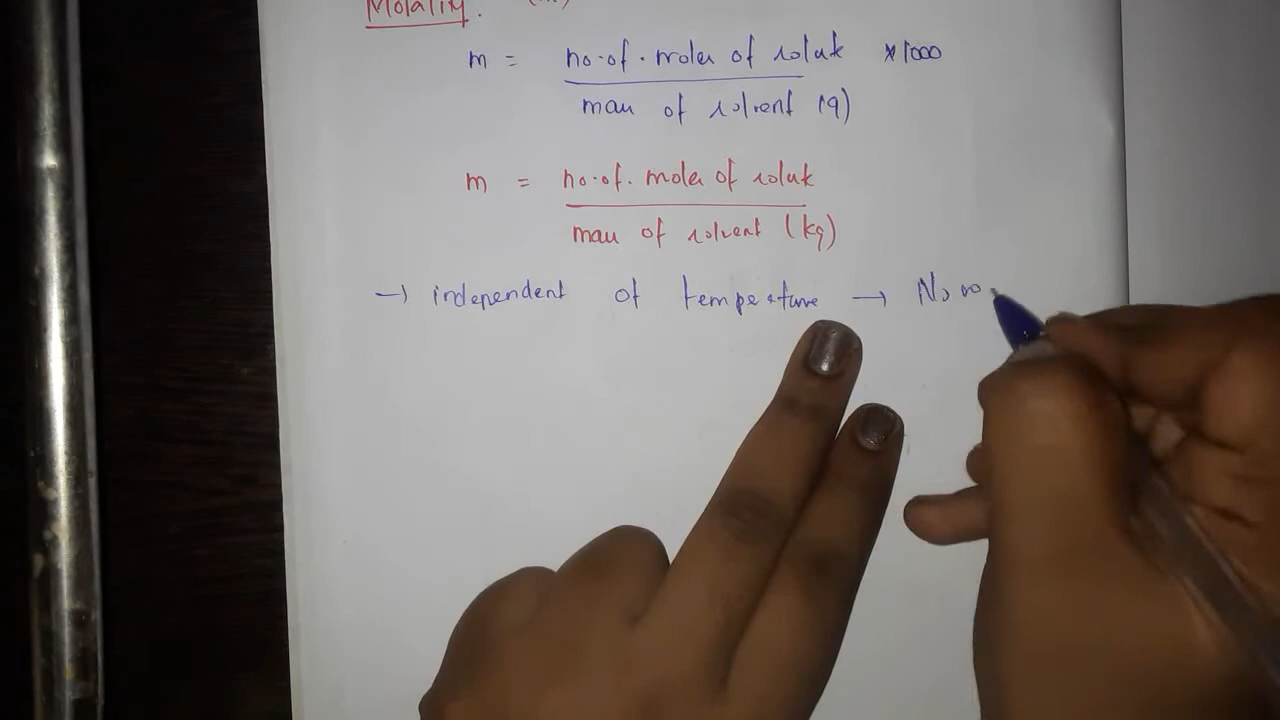 Molality. (m)
m = no. of. moles of solute × 1000
mass of solvent (g)
m = no. of. moles of solute
mass of solvent (kg)
→ independent of temperature → No